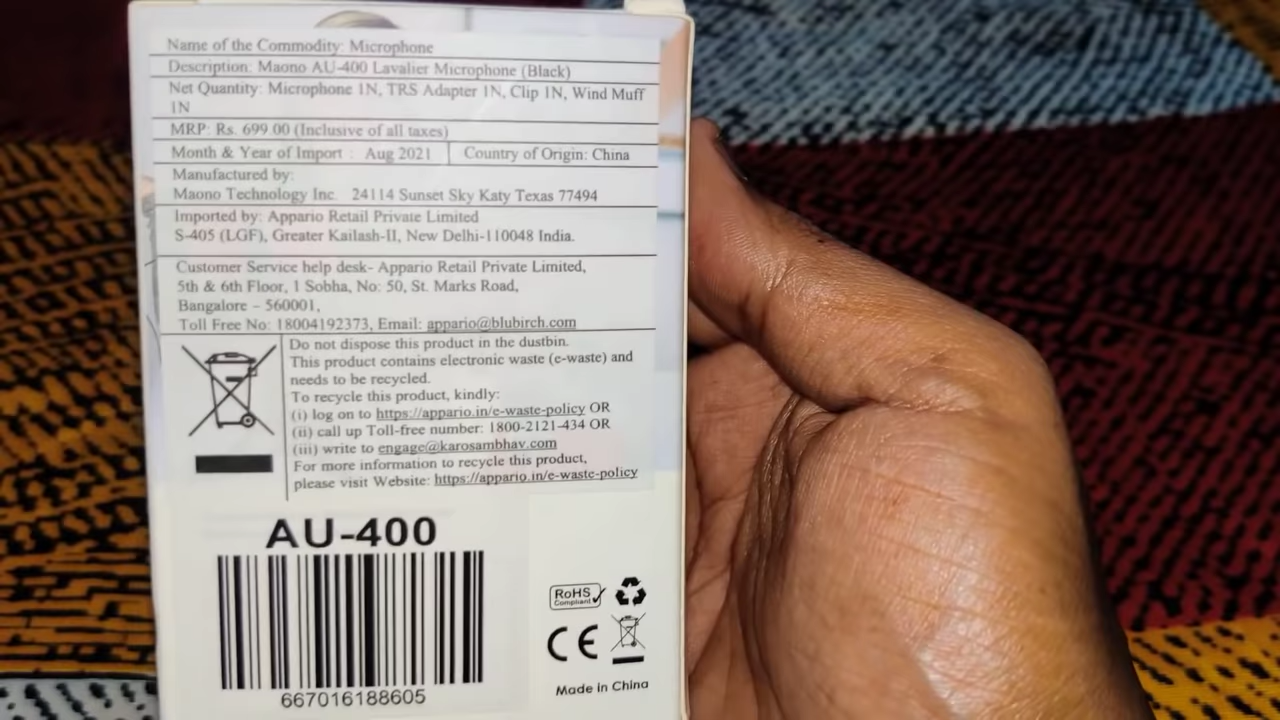 Name of the Commodity: Microphone
Description: Maono AU-400 Lavalier Microphone (Black)
Net Quantity: Microphone 1N, TRS Adapter 1N, Clip 1N, Wind Muff
1N
MRP: Rs. 699 00 (Inclusive of all taxes)
Month & Year of Import : Aug 2021 Country of Origin: China
Manufactured by:
Maono Technology Inc. 24114 Sunset Sky Katy Texas 77494
Imported by: Appario Retail Private Limited
S-405 (LGF), Greater Kailash-II, New Delhi-110048 India.
Customer Service help desk- Appario Retail Private Limited,
5th & 6th Floor, 1 Sobha, No: 50, St. Marks Road,
Bangalore – 560001,
Toll Free No: 18004192373, Email: appario@blubirch.com
Do not dispose this product in the dustbin.
This product contains electronic waste (e-waste) and
needs to be recycled.
To recycle this product, kindly:
(i) log on to https://appario.in/e-waste-policy OR
(ii) call up Toll-free number: 1800-2121-434 OR
(iii) write to engage@karosambhav.com
For more information to recycle this product,
please visit Website: https://appario.in/e-waste-policy
AU-400
667016188605
RoHS
Compliant
CE
Made in China